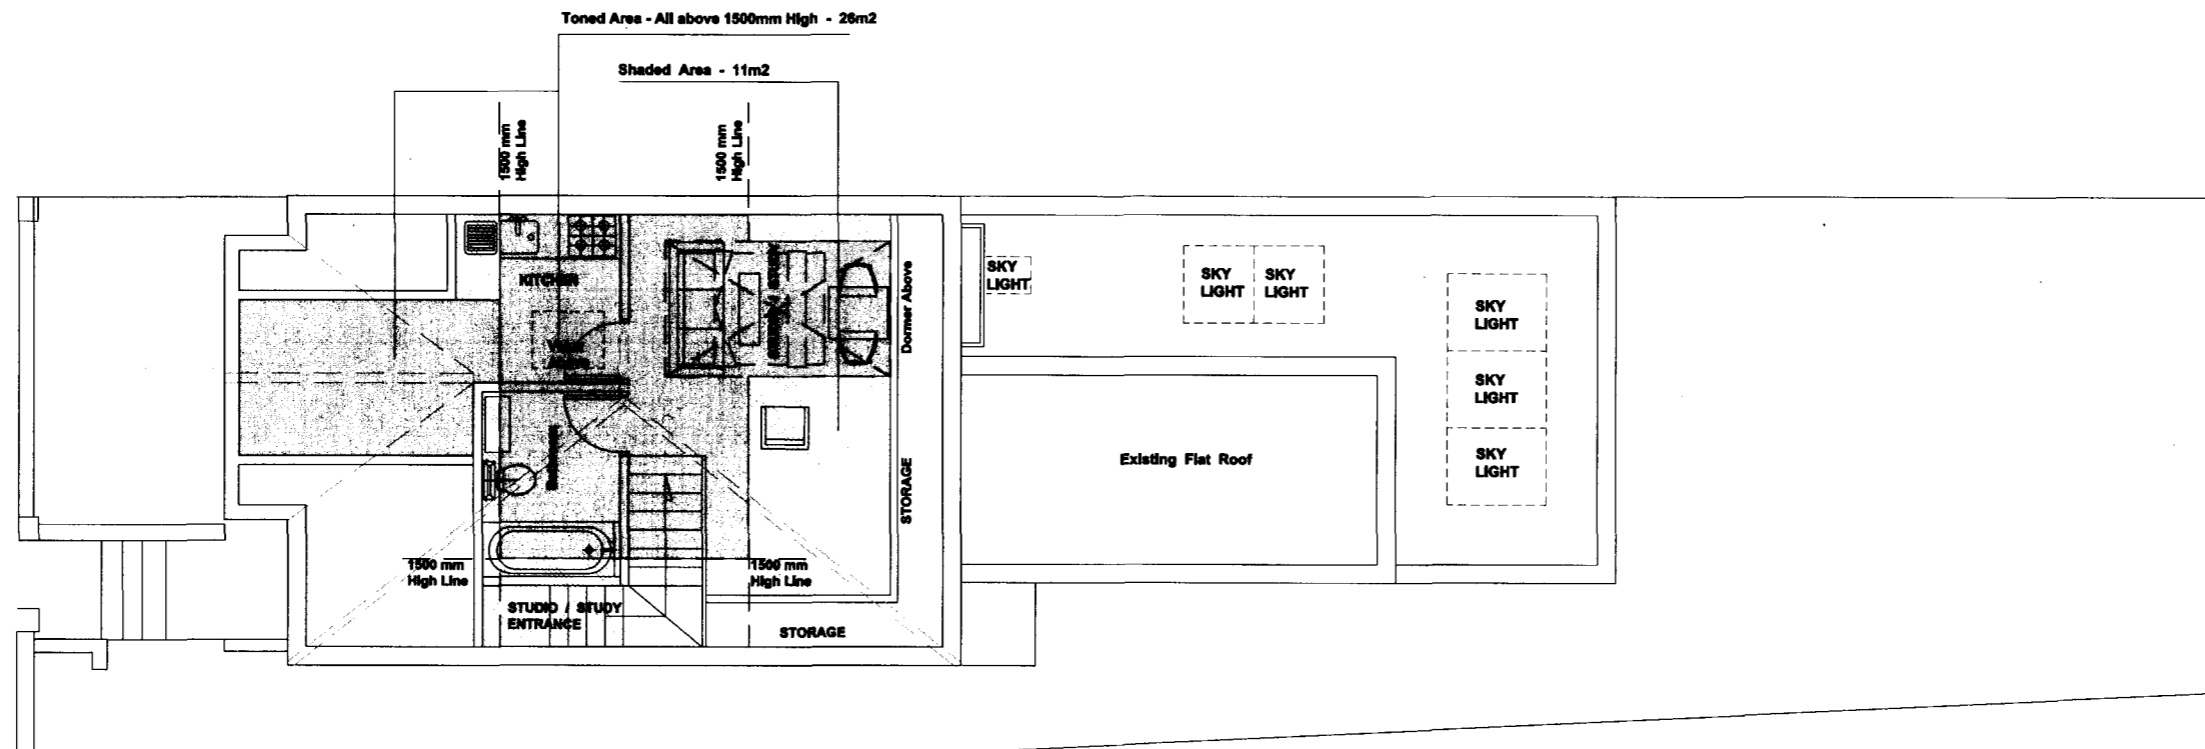 Toned Area - All above 1500mm High - 26m2
Shaded Area - 11m2
1500 mm
High Line
1500 mm
High Line
KITCHEN
Dormer Above
SKY
LIGHT
SKY
LIGHT
SKY
LIGHT
SKY
LIGHT
SKY
LIGHT
SKY
LIGHT
Existing Flat Roof
STORAGE
1500 mm
High Line
1500 mm
High Line
STUDIO / STUDY
ENTRANCE
STORAGE